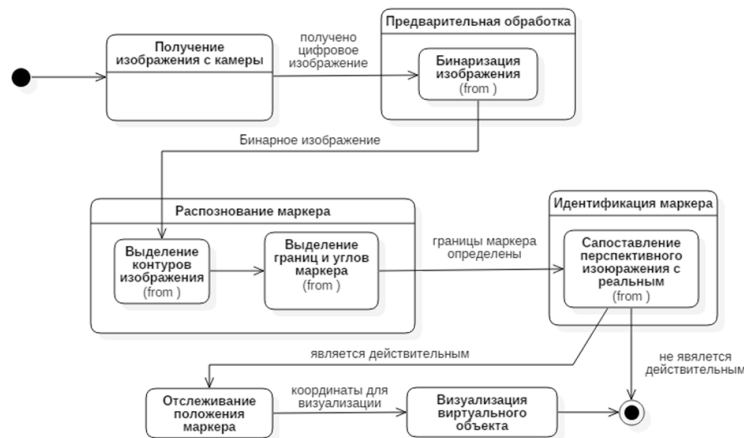 Предварительная обработка
Получение
изображения с камеры
получено
цифровое
изображение
Бинаризация
изображения
(from )
Бинарное изображение
Распознование маркера
Идентификация маркера
Выделение
контуров
изображения
(from )
Выделение
границ и углов
маркера
(from )
границы маркера
определены
Сапоставление
перспективного
изоюражения с
реальным
(from )
является действительным
не явялется
действительным
Отслеживание
положения
маркера
координаты для
визуализации
Визуализация
виртуального
объекта